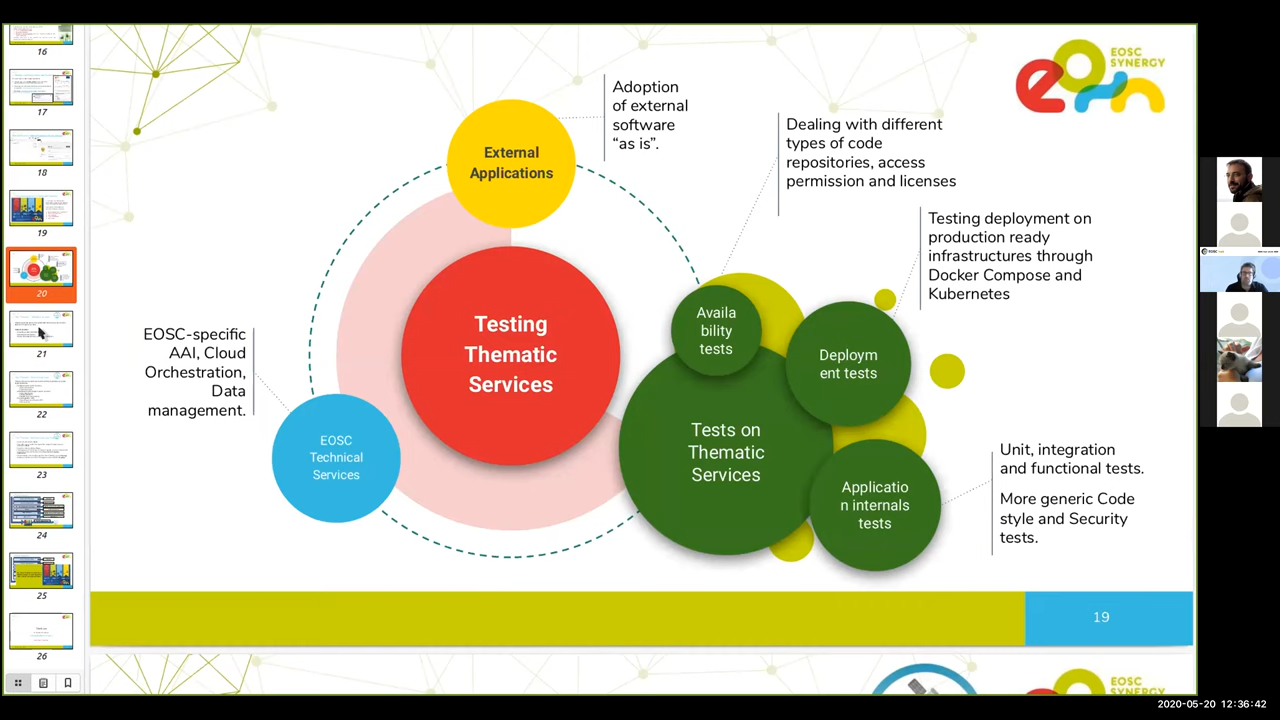 16
17
18
19
20
21
22
23
24
25
26
EOSC
SYNERGY
Adoption
of external
software
“as is”.
External
Applications
Dealing with different
types of code
repositories, access
permission and licenses
Testing deployment on
production ready
infrastructures through
Docker Compose and
Kubernetes
Testing
Thematic
Services
EOSC-specific
AAI, Cloud
Orchestration,
Data
management.
EOSC
Technical
Services
Availa
bility
tests
Deploym
ent tests
Tests on
Thematic
Services
Applicatio
n internals
tests
Unit, integration
and functional tests.
More generic Code
style and Security
tests.
19
EOSC
SYNERGY
2020-05-20 12:36:42